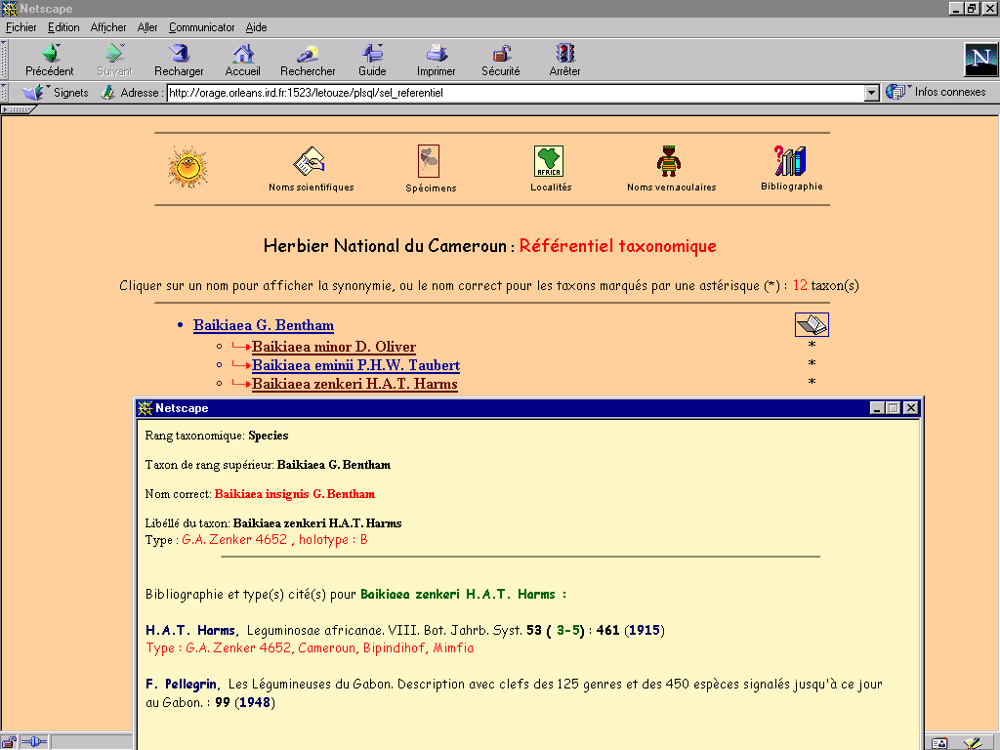 Netscape
Fichier Edition Afficher Aller Communicator Aide
Précédent Suivant Recharger Accueil Rechercher Guide Imprimer Sécurité Arrêter
N
Signets Adresse : http://orage.orleans.ird.fr:1523/letouze/plsql/sel_referentiel Infos connexes
AFRICA
Noms scientifiques Spécimens Localités Noms vernaculaires Bibliographie
Herbier National du Cameroun : Référentiel taxonomique
Cliquer sur un nom pour afficher la synonymie, ou le nom correct pour les taxons marqués par une astérisque (*) : 12 taxon(s)
Baikiaea G. Bentham
Baikiaea minor D. Oliver *
Baikiaea eminii P.H.W. Taubert *
Baikiaea zenkeri H.A.T. Harms *
Netscape
Rang taxonomique: Species
Taxon de rang supérieur: Baikiaea G. Bentham
Nom correct: Baikiaea insignis G. Bentham
Libéllé du taxon: Baikiaea zenkeri H.A.T. Harms
Type : G.A. Zenker 4652 , holotype : B
Bibliographie et type(s) cité(s) pour Baikiaea zenkeri H.A.T. Harms :
H.A.T. Harms, Leguminosae africanae. VIII. Bot. Jahrb. Syst. 53 ( 3-5) : 461 (1915)
Type : G.A. Zenker 4652, Cameroun, Bipindihof, Mimfia
F. Pellegrin, Les Légumineuses du Gabon. Description avec clefs des 125 genres et des 450 espèces signalés jusqu'à ce jour
au Gabon. : 99 (1948)